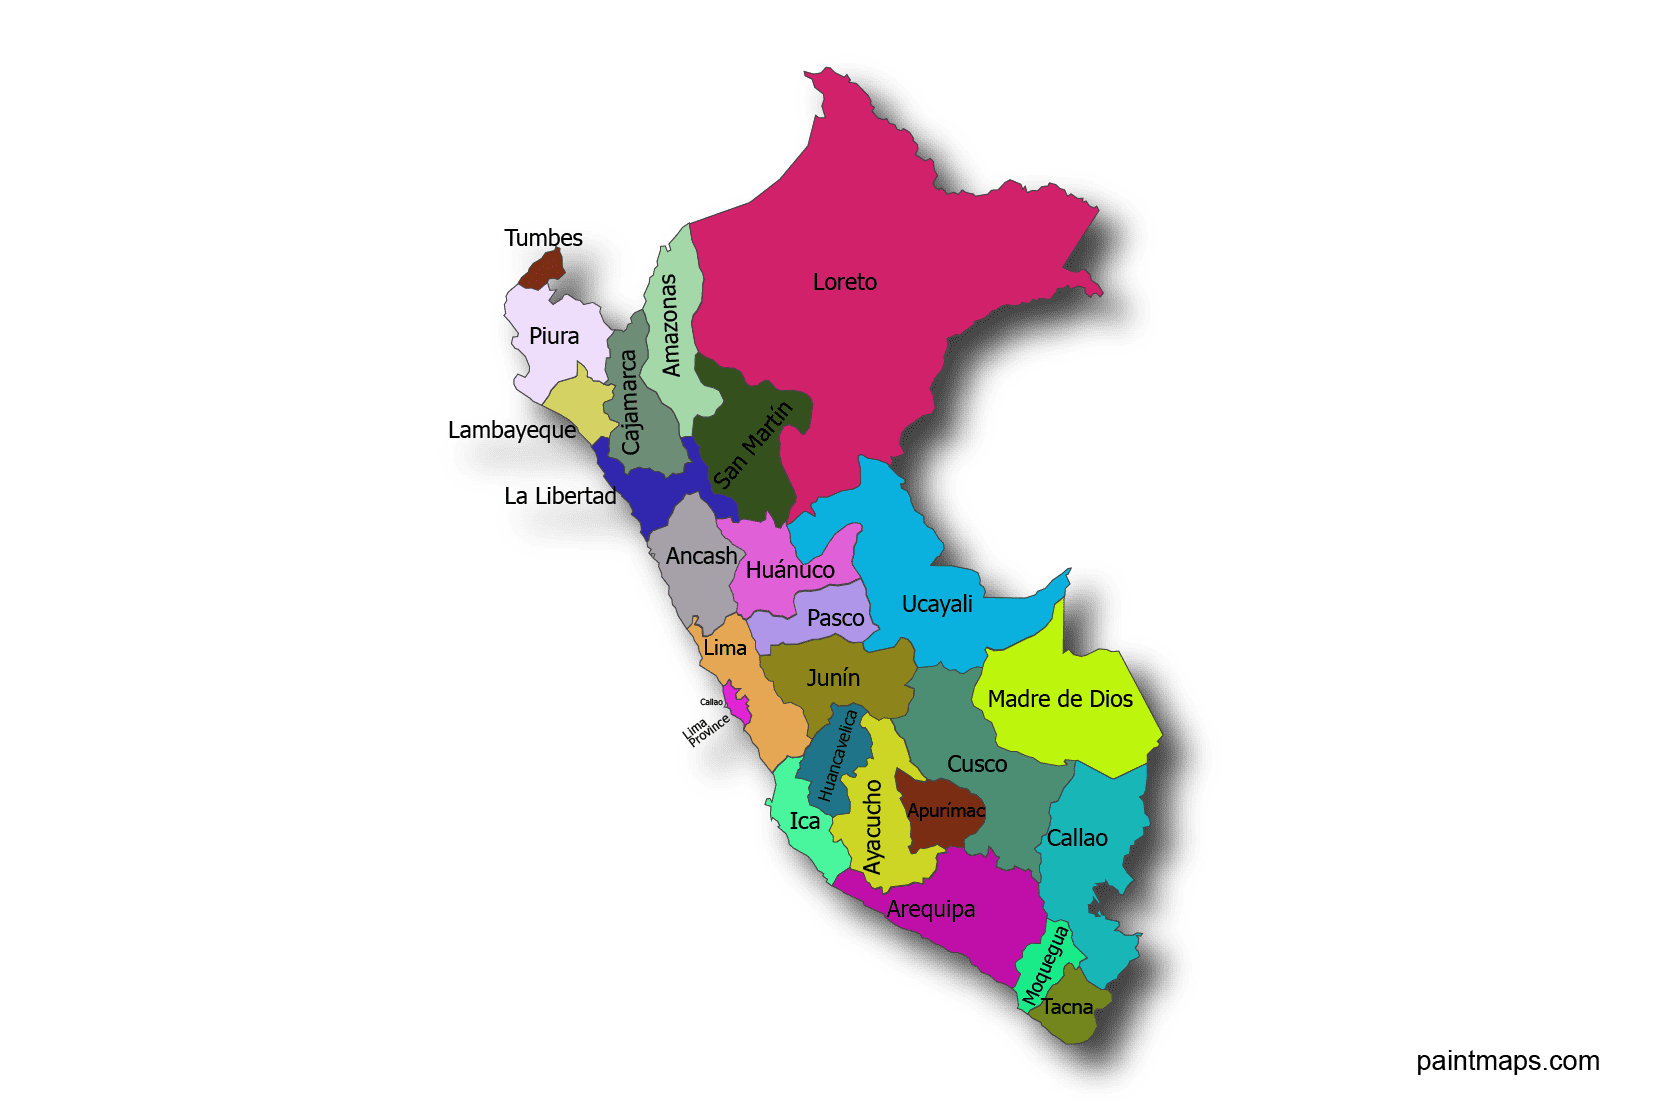 Tumbes
Loreto
Amazonas
Piura
Cajamarca
San Martín
Lambayeque
La Libertad
Ancash
Huánuco
Ucayali
Pasco
Lima
Junín
Madre de Dios
Callao
Lima
Province
Huancavelica
Cusco
Ica
Ayacucho
Apurímac
Callao
Arequipa
Moquegua
Tacna
paintmaps.com